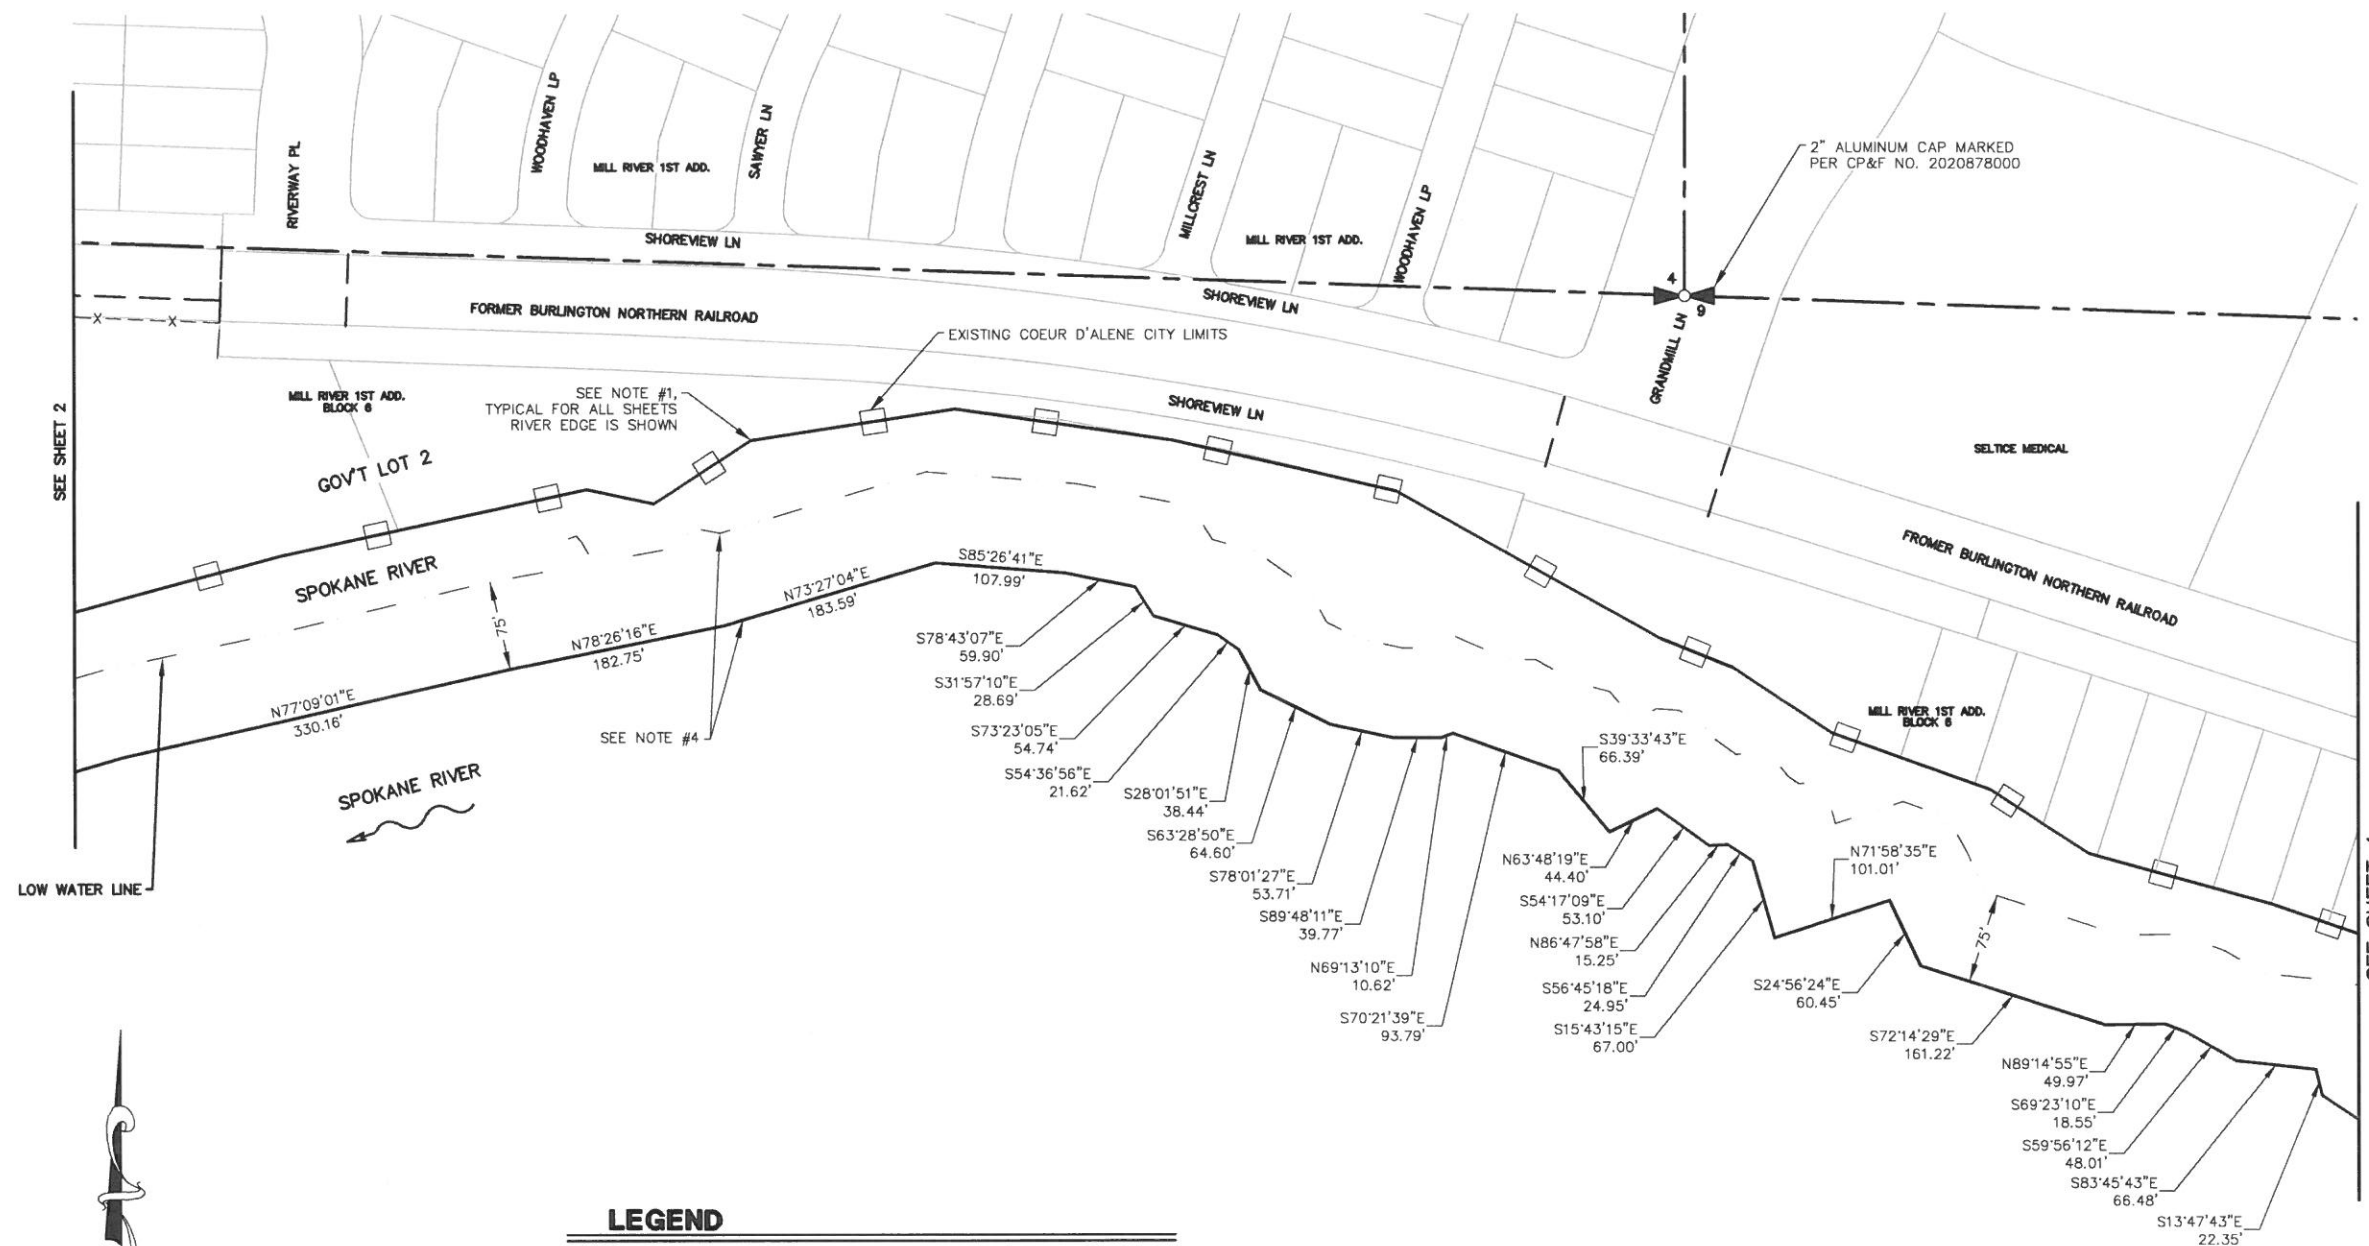 RIVERWAY PL
WOODHAVEN LP
MILL RIVER 1ST ADD.
SAWYER LN
MILLCREST LN
MILL RIVER 1ST ADD.
WOODHAVEN LP
2" ALUMINUM CAP MARKED
PER CP&F NO. 2020878000
SHOREVIEW LN
SHOREVIEW LN
4
9
GRANDMILL LN
FORMER BURLINGTON NORTHERN RAILROAD
X
X
EXISTING COEUR D'ALENE CITY LIMITS
SEE SHEET 2
MILL RIVER 1ST ADD.
BLOCK 6
SEE NOTE #1,
TYPICAL FOR ALL SHEETS
RIVER EDGE IS SHOWN
SHOREVIEW LN
SELTICE MEDICAL
GOV'T LOT 2
FROMER BURLINGTON NORTHERN RAILROAD
SPOKANE RIVER
75'
N77°09'01"E
330.16'
N78°26'16"E
182.75'
N73°27'04"E
183.59'
S85°26'41"E
107.99'
S78°43'07"E
59.90'
S31°57'10"E
28.69'
S73°23'05"E
54.74'
S54°36'56"E
21.62'
SEE NOTE #4
SPOKANE RIVER
LOW WATER LINE
S28°01'51"E
38.44'
S63°28'50"E
64.60'
S78°01'27"E
53.71'
S89°48'11"E
39.77'
N69°13'10"E
10.62'
S70°21'39"E
93.79'
S39°33'43"E
66.39'
MILL RIVER 1ST ADD.
BLOCK 6
N63°48'19"E
44.40'
S54°17'09"E
53.10'
N86°47'58"E
15.25'
S56°45'18"E
24.95'
S15°43'15"E
67.00'
N71°58'35"E
101.01'
S24°56'24"E
60.45'
75'
S72°14'29"E
161.22'
N89°14'55"E
49.97'
S69°23'10"E
18.55'
S59°56'12"E
48.01'
S83°45'43"E
66.48'
S13°47'43"E
22.35'
LEGEND